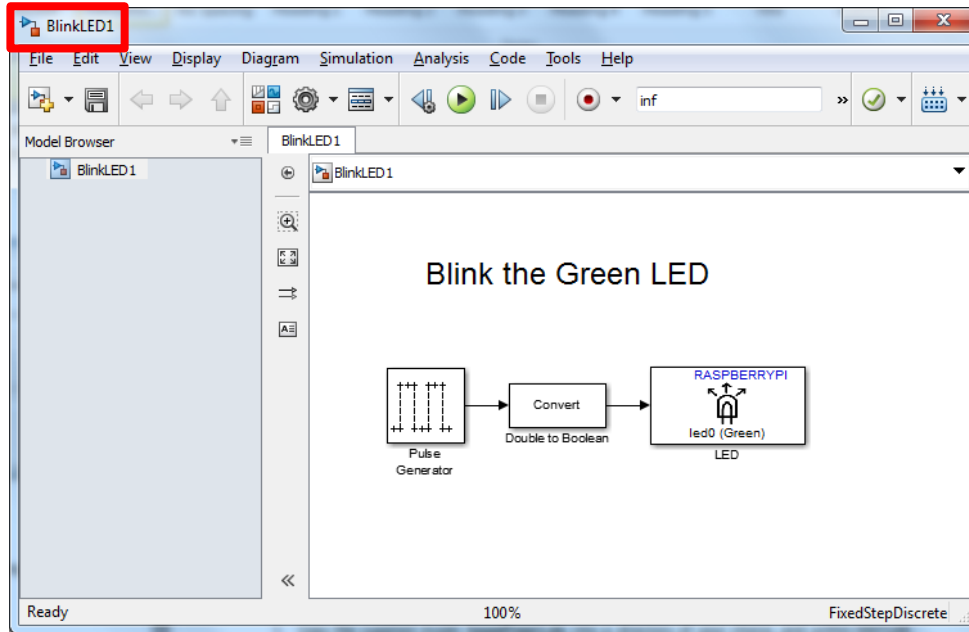 BlinkLED1
File Edit View Display Diagram Simulation Analysis Code Tools Help
inf
»
Model Browser
BlinkLED1
BlinkLED1
BlinkLED1
Blink the Green LED
RASPBERRYPI
Convert
led0 (Green)
Double to Boolean
Pulse
Generator
LED
Ready 100% FixedStepDiscrete